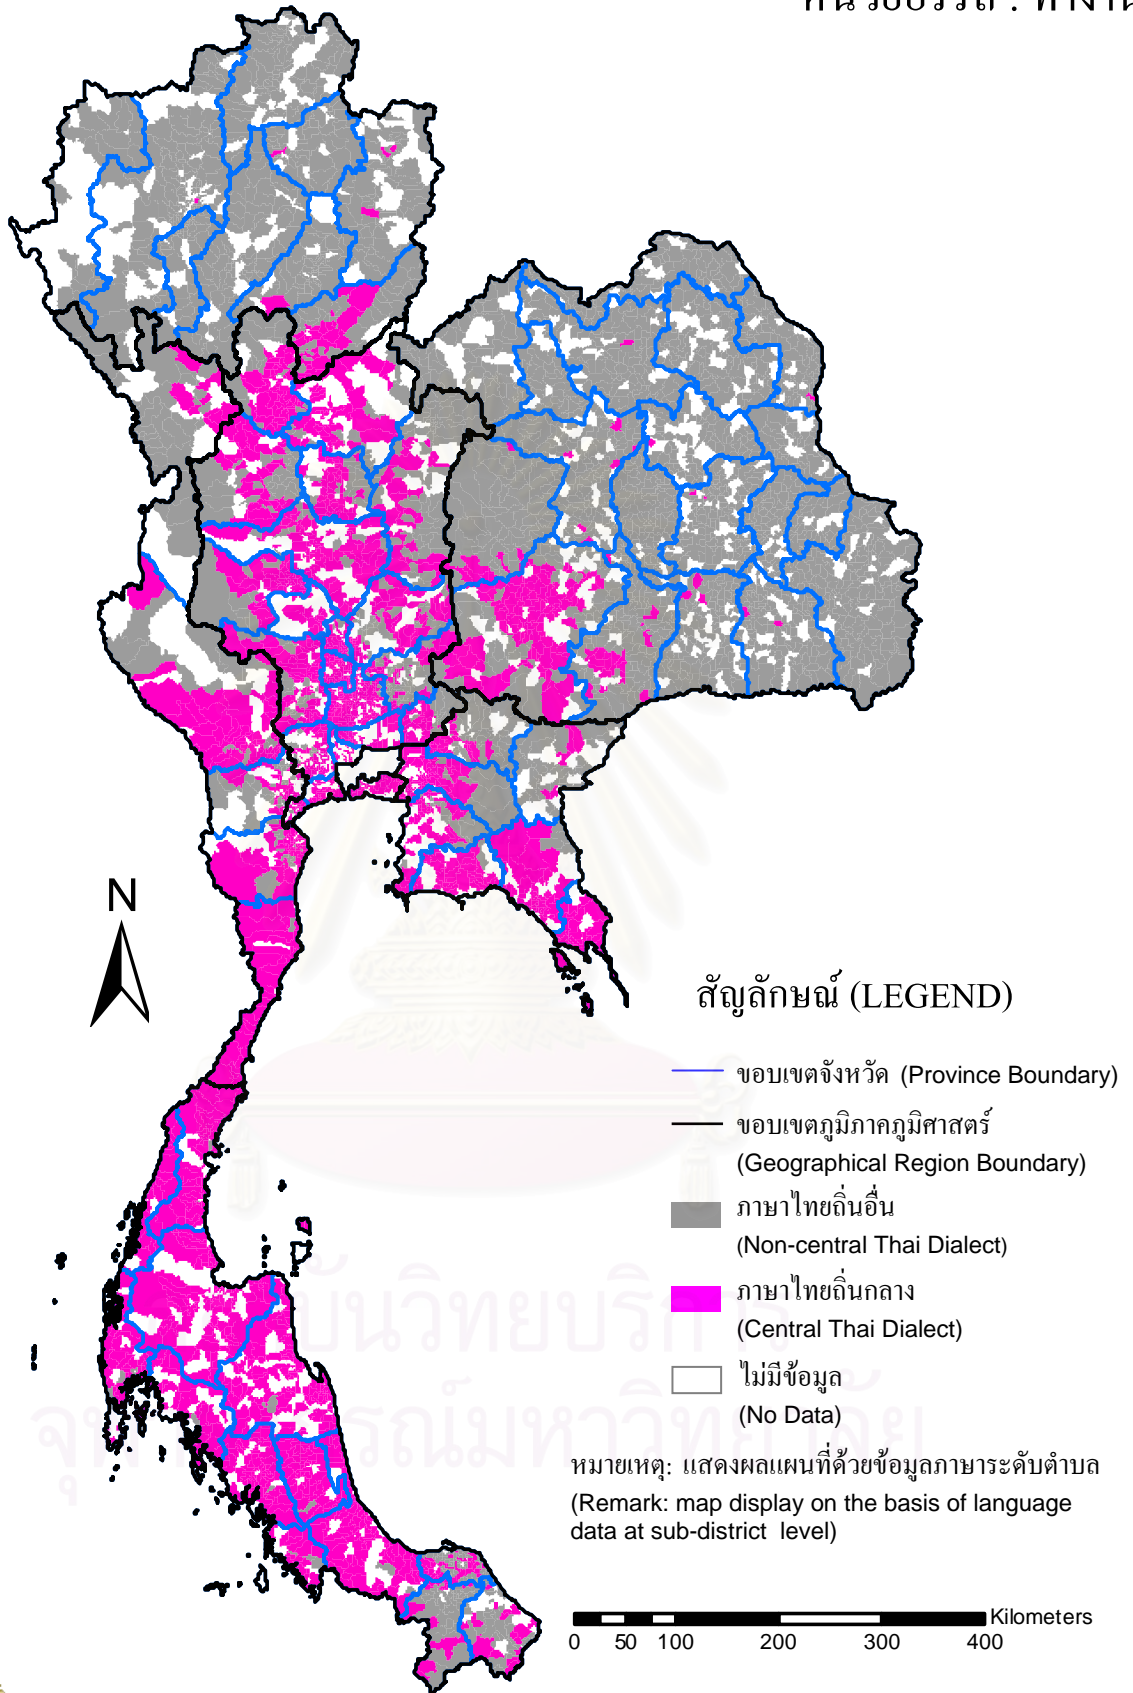 N
สัญลักษณ์ (LEGEND)
ขอบเขตจังหวัด (Province Boundary)
ขอบเขตภูมิภาคภูมิศาสตร์
(Geographical Region Boundary)
ภาษาไทยถิ่นอื่น
(Non-central Thai Dialect)
ภาษาไทยถิ่นกลาง
(Central Thai Dialect)
ไม่มีข้อมูล
(No Data)
หมายเหตุ: แสดงผลแผนที่ด้วยข้อมูลภาษาระดับตำบล
(Remark: map display on the basis of language
data at sub-district level)
Kilometers
0 50 100 200 300 400